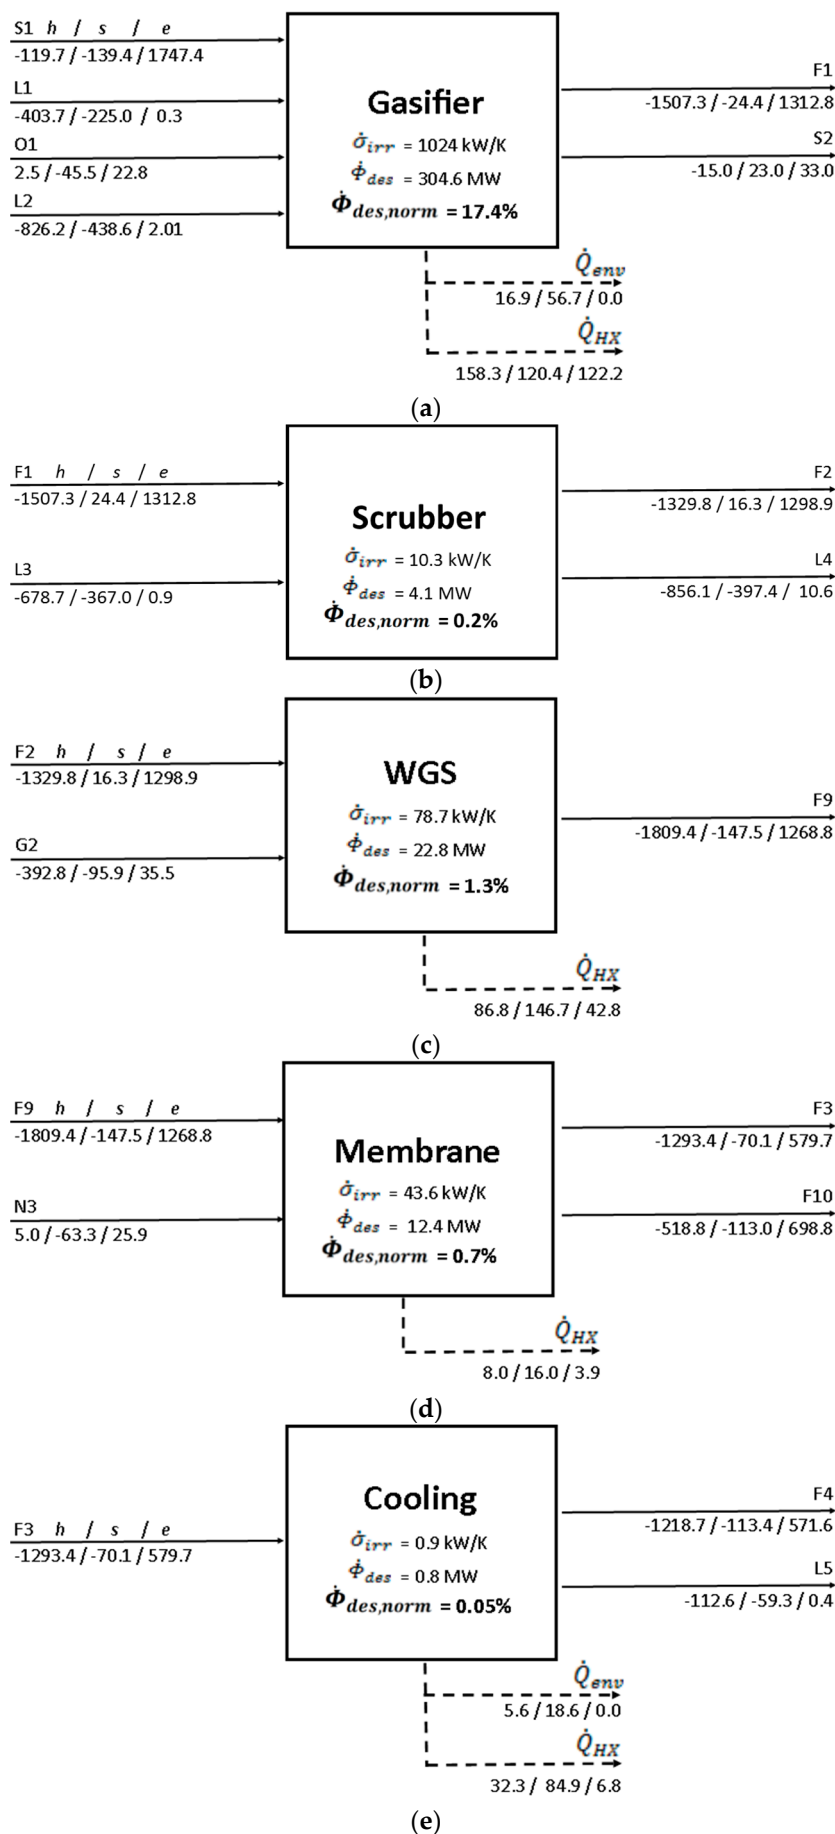 S1 h / s / e
-119.7 / -139.4 / 1747.4
L1
-403.7 / -225.0 / 0.3
O1
2.5 / -45.5 / 22.8
L2
-826.2 / -438.6 / 2.01
Gasifier
σ̇irr = 1024 kW/K
Φ̇des = 304.6 MW
Φ̇des,norm = 17.4%
F1
-1507.3 / -24.4 / 1312.8
S2
-15.0 / 23.0 / 33.0
Q̇env
16.9 / 56.7 / 0.0
Q̇HX
158.3 / 120.4 / 122.2
(a)
F1 h / s / e
-1507.3 / 24.4 / 1312.8
L3
-678.7 / -367.0 / 0.9
Scrubber
σ̇irr = 10.3 kW/K
Φ̇des = 4.1 MW
Φ̇des,norm = 0.2%
F2
-1329.8 / 16.3 / 1298.9
L4
-856.1 / -397.4 / 10.6
(b)
F2 h / s / e
-1329.8 / 16.3 / 1298.9
G2
-392.8 / -95.9 / 35.5
WGS
σ̇irr = 78.7 kW/K
Φ̇des = 22.8 MW
Φ̇des,norm = 1.3%
F9
-1809.4 / -147.5 / 1268.8
Q̇HX
86.8 / 146.7 / 42.8
(c)
F9 h / s / e
-1809.4 / -147.5 / 1268.8
N3
5.0 / -63.3 / 25.9
Membrane
σ̇irr = 43.6 kW/K
Φ̇des = 12.4 MW
Φ̇des,norm = 0.7%
F3
-1293.4 / -70.1 / 579.7
F10
-518.8 / -113.0 / 698.8
Q̇HX
8.0 / 16.0 / 3.9
(d)
F3 h / s / e
-1293.4 / -70.1 / 579.7
Cooling
σ̇irr = 0.9 kW/K
Φ̇des = 0.8 MW
Φ̇des,norm = 0.05%
F4
-1218.7 / -113.4 / 571.6
L5
-112.6 / -59.3 / 0.4
Q̇env
5.6 / 18.6 / 0.0
Q̇HX
32.3 / 84.9 / 6.8
(e)